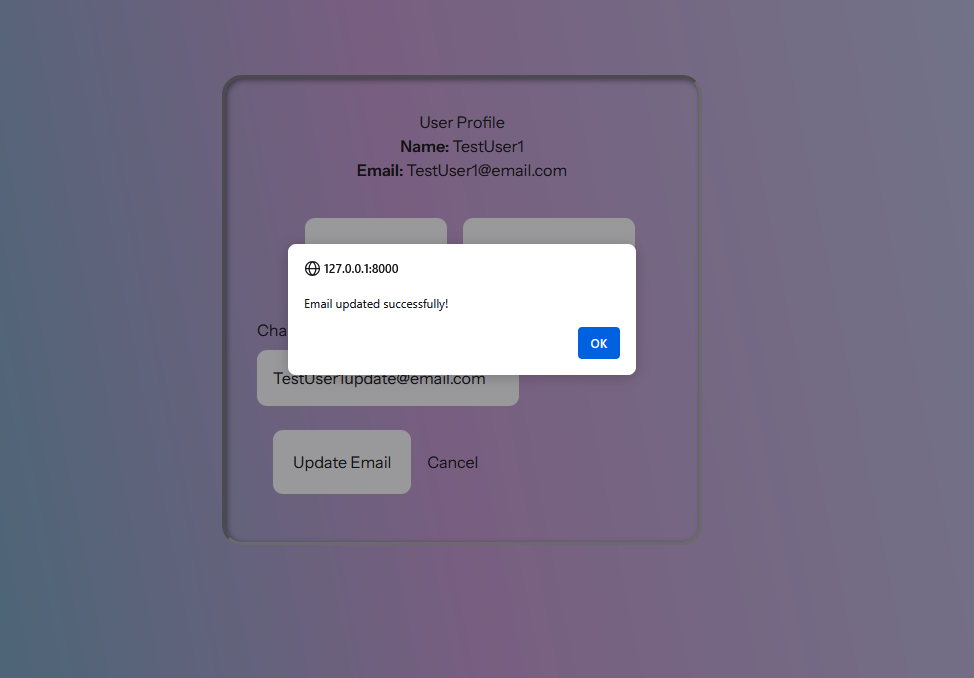 User Profile
Name: TestUser1
Email: TestUser1@email.com
127.0.0.1:8000
Email updated successfully!
OK
Cha
TestUser1update@email.com
Update Email
Cancel